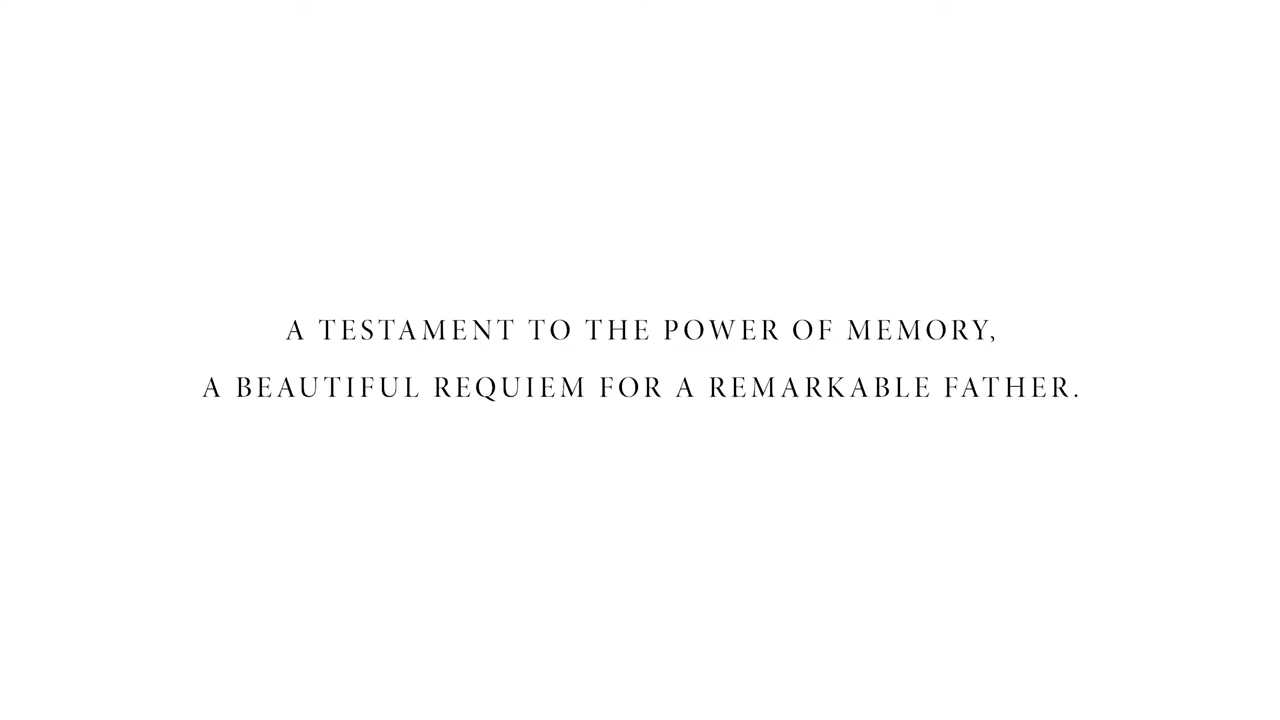 A TESTAMENT TO THE POWER OF MEMORY,
A BEAUTIFUL REQUIEM FOR A REMARKABLE FATHER.